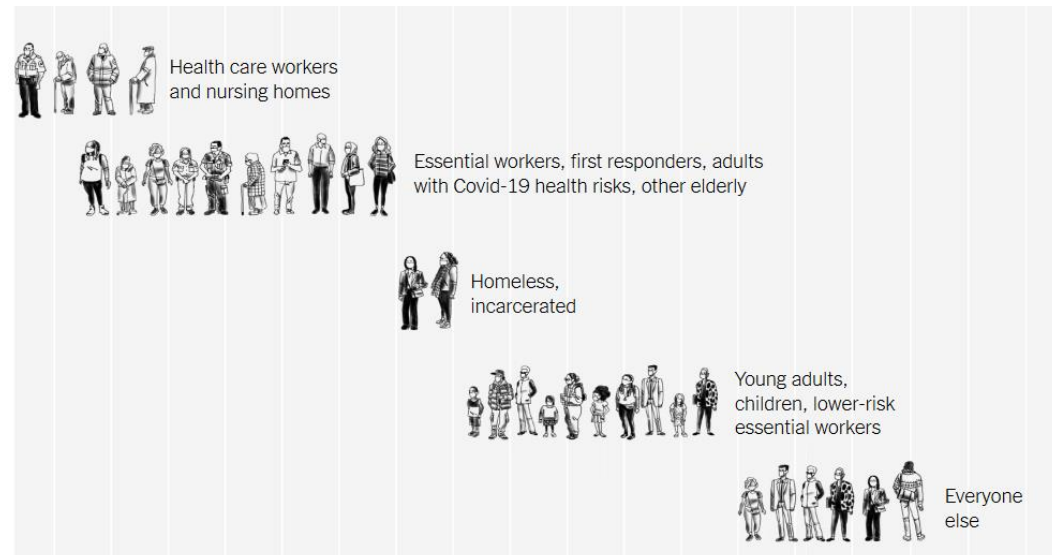 Health care workers
and nursing homes
Essential workers, first responders, adults
with Covid-19 health risks, other elderly
Homeless,
incarcerated
Young adults,
children, lower-risk
essential workers
Everyone
else